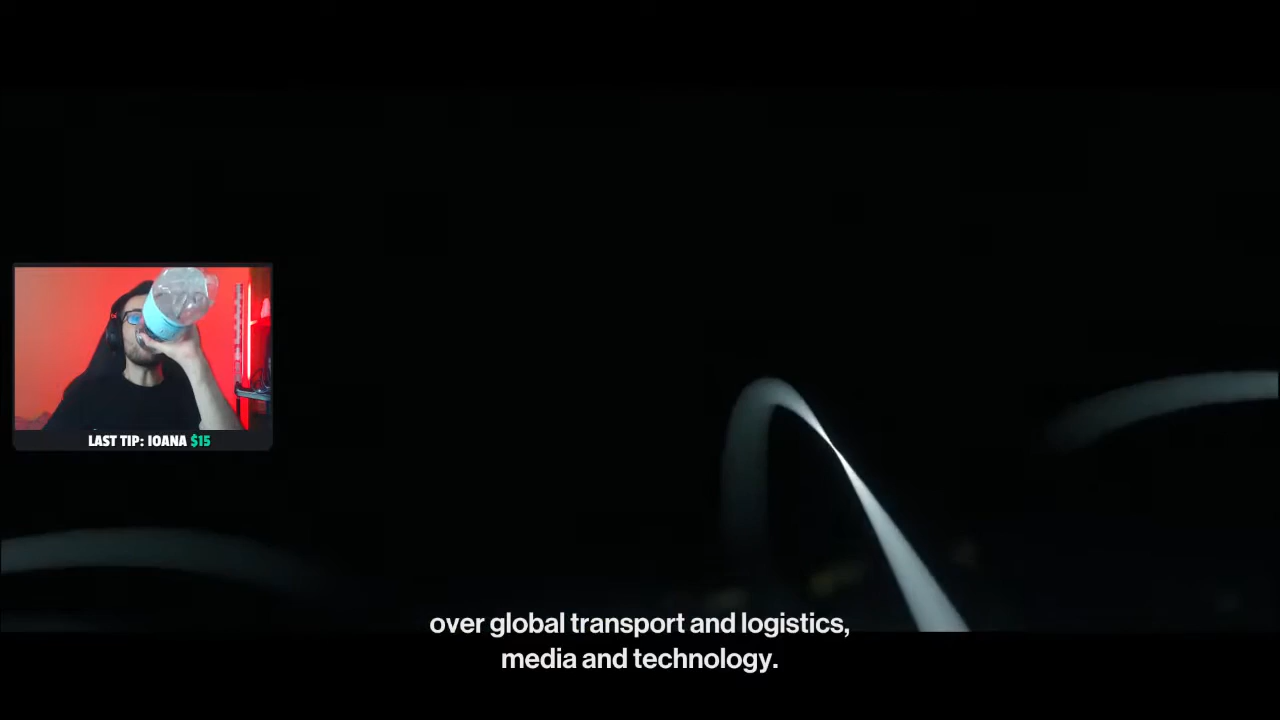 LAST TIP: IOANA $15
over global transport and logistics,
media and technology.